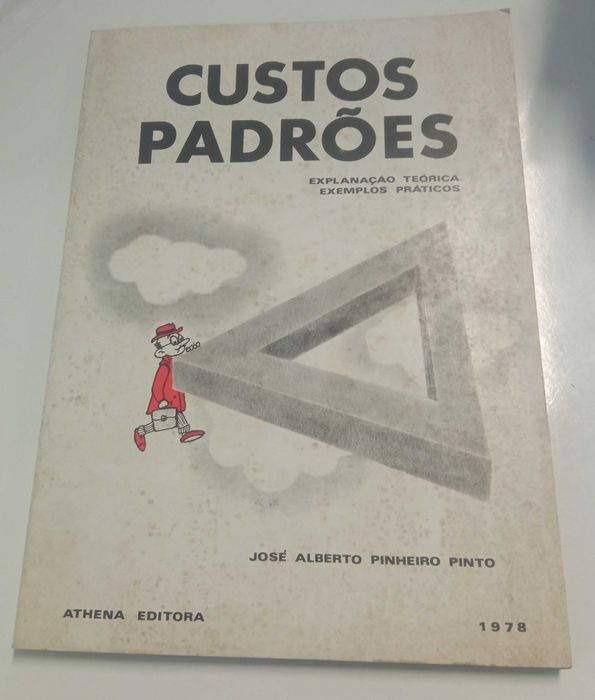 CUSTOS
PADRÕES
EXPLANAÇÃO TEÓRICA
EXEMPLOS PRÁTICOS
JOSÉ ALBERTO PINHEIRO PINTO
ATHENA EDITORA
1978